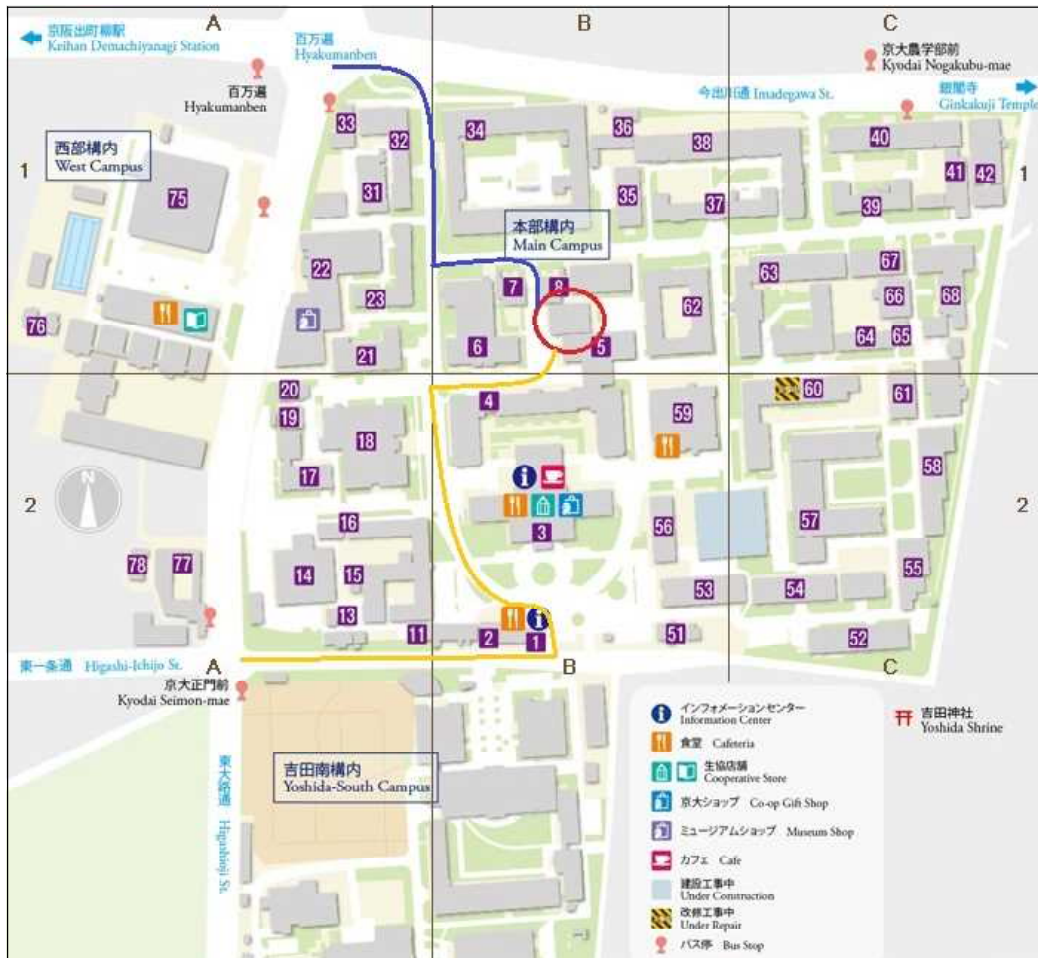 A
B
C
京阪出町柳駅
Keihan Demachiyanagi Station
百万遍
Hyakumanben
百万遍
Hyakumanben
京大農学部前
Kyodai Nogakubu-mae
今出川通 Imadegawa St.
銀閣寺
Ginkakuji Temple
西部構内
West Campus
1
1
33
32
34
36
38
40
41
42
75
31
35
37
39
本部構内
Main Campus
22
23
7
8
63
67
62
66
68
76
21
6
5
64
65
20
4
59
60
61
19
18
17
58
N
2
2
16
3
56
57
78
77
14
15
53
54
55
13
11
2
1
51
52
東一条通 Higashi-Ichijo St.
A
B
C
京大正門前
Kyodai Seimon-mae
吉田神社
Yoshida Shrine
吉田南構内
Yoshida-South Campus
東大路通 Higashioji St.
インフォメーションセンター
Information Center
食堂 Cafeteria
生協店舗
Cooperative Store
京大ショップ Co-op Gift Shop
ミュージアムショップ Museum Shop
カフェ Cafe
建設工事中
Under Construction
改修工事中
Under Repair
バス停 Bus Stop